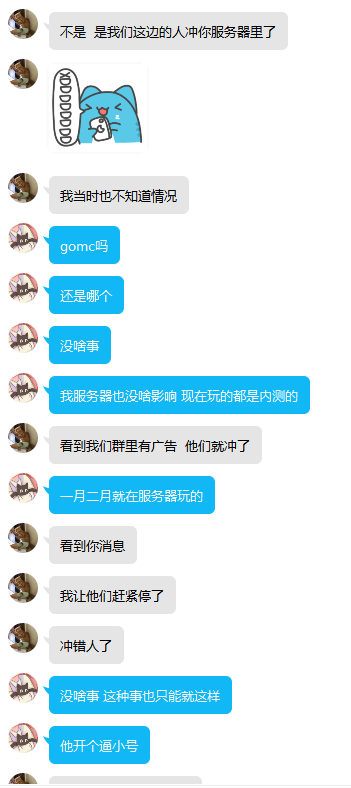 不是 是我们这边的人冲你服务器里了
我当时也不知道情况
gomc吗
还是哪个
没啥事
我服务器也没啥影响 现在玩的都是内测的
看到我们群里有广告 他们就冲了
一月二月就在服务器玩的
看到你消息
我让他们赶紧停了
冲错人了
没啥事 这种事也只能就这样
他开个逼小号